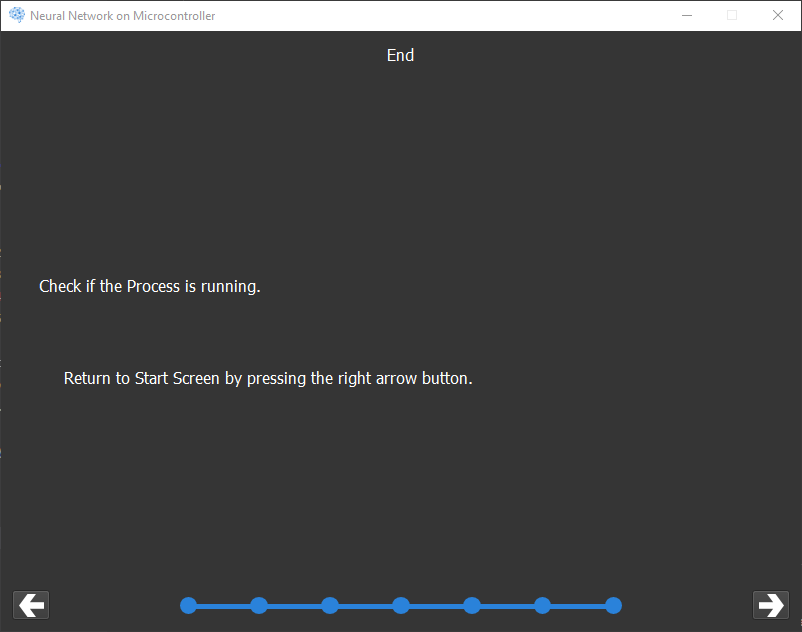 Neural Network on Microcontroller
End
Check if the Process is running.
Return to Start Screen by pressing the right arrow button.